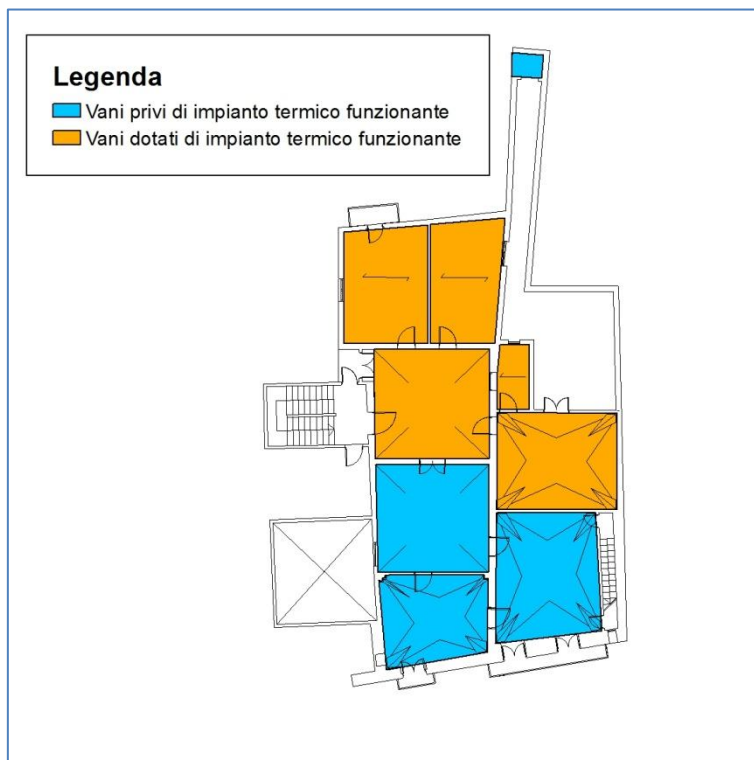 Legenda
Vani privi di impianto termico funzionante
Vani dotati di impianto termico funzionante